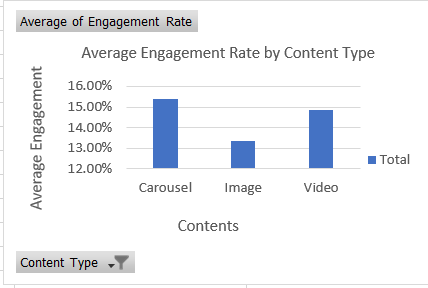 Average of Engagement Rate
Average Engagement Rate by Content Type
Average Engagement
16.00%
15.00%
14.00%
13.00%
12.00%
Carousel Image Video
Total
Contents
Content Type